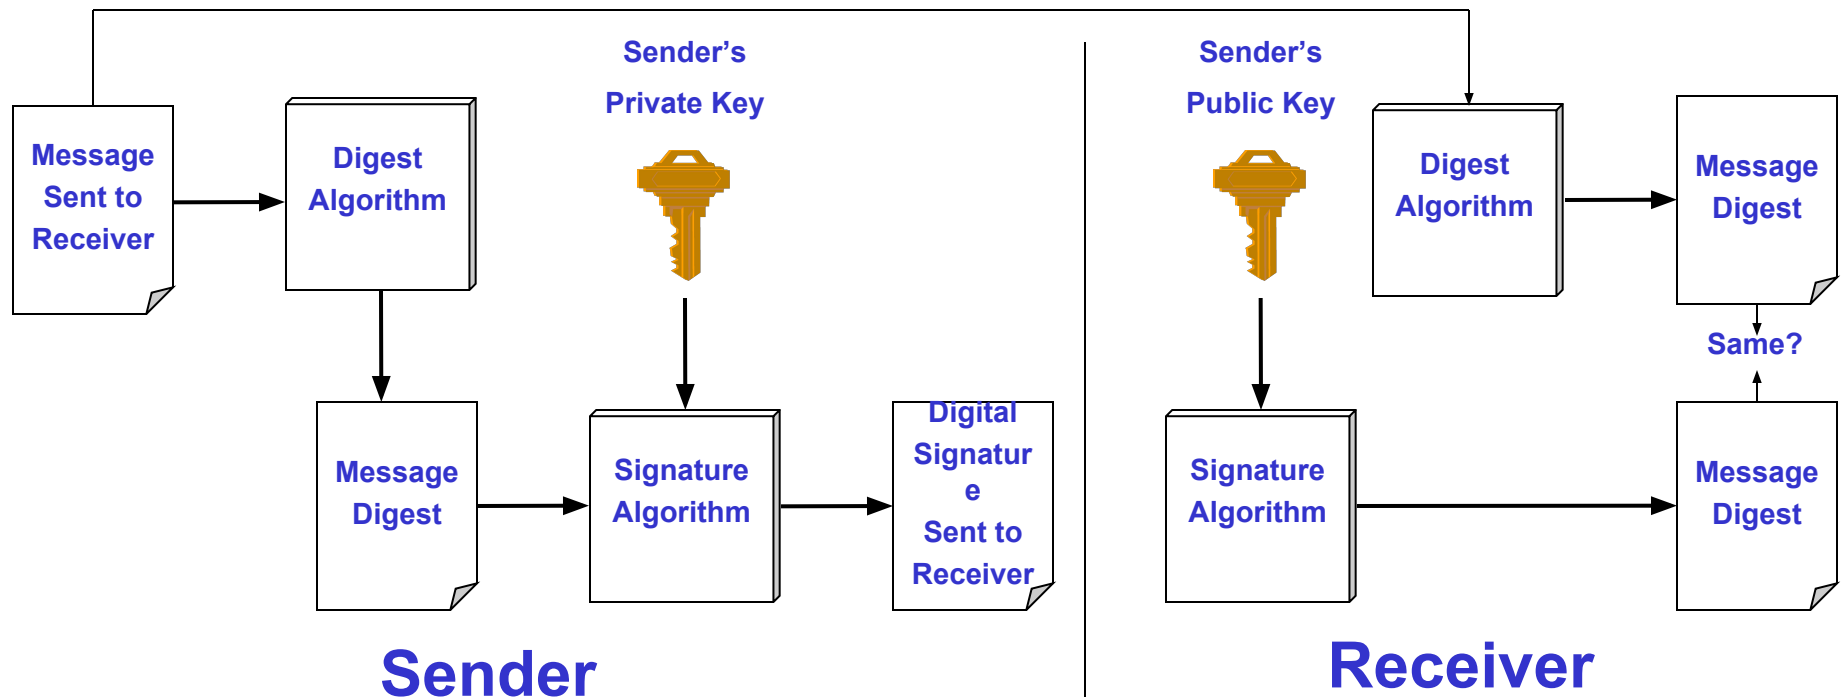 Sender’s
Private Key
Message
Sent to
Receiver
Digest
Algorithm
Message
Digest
Signature
Algorithm
Digital
Signatur
e
Sent to
Receiver
Sender
Sender’s
Public Key
Digest
Algorithm
Message
Digest
Same?
Signature
Algorithm
Message
Digest
Receiver